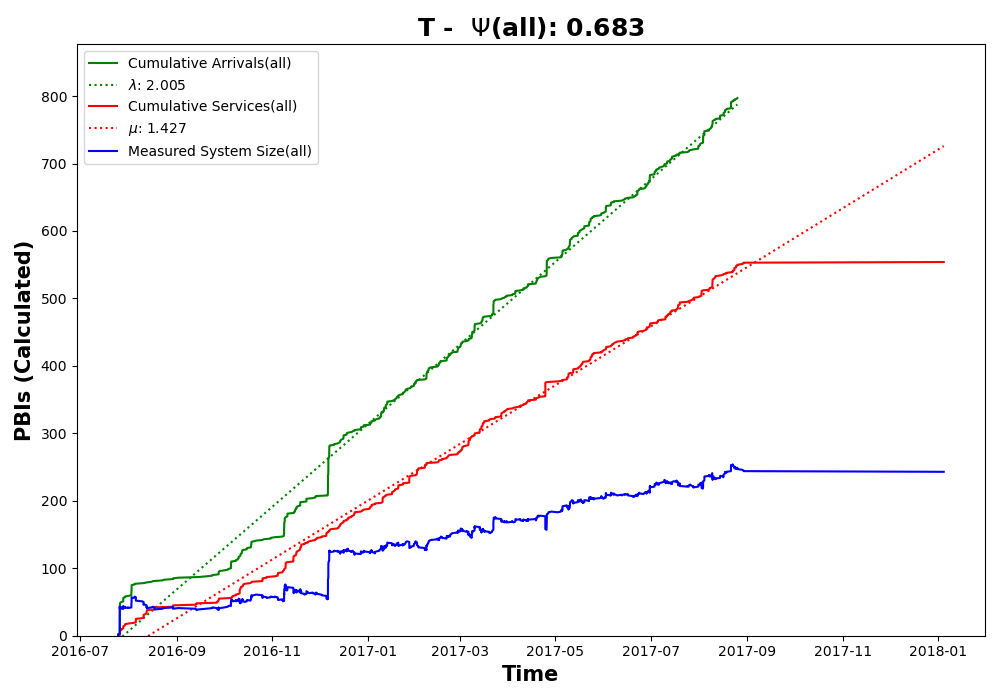 T - Ψ(all): 0.683
Cumulative Arrivals(all)
λ: 2.005
Cumulative Services(all)
μ: 1.427
Measured System Size(all)
PBIs (Calculated)
800
700
600
500
400
300
200
100
0
2016-07 2016-09 2016-11 2017-01 2017-03 2017-05 2017-07 2017-09 2017-11 2018-01
Time